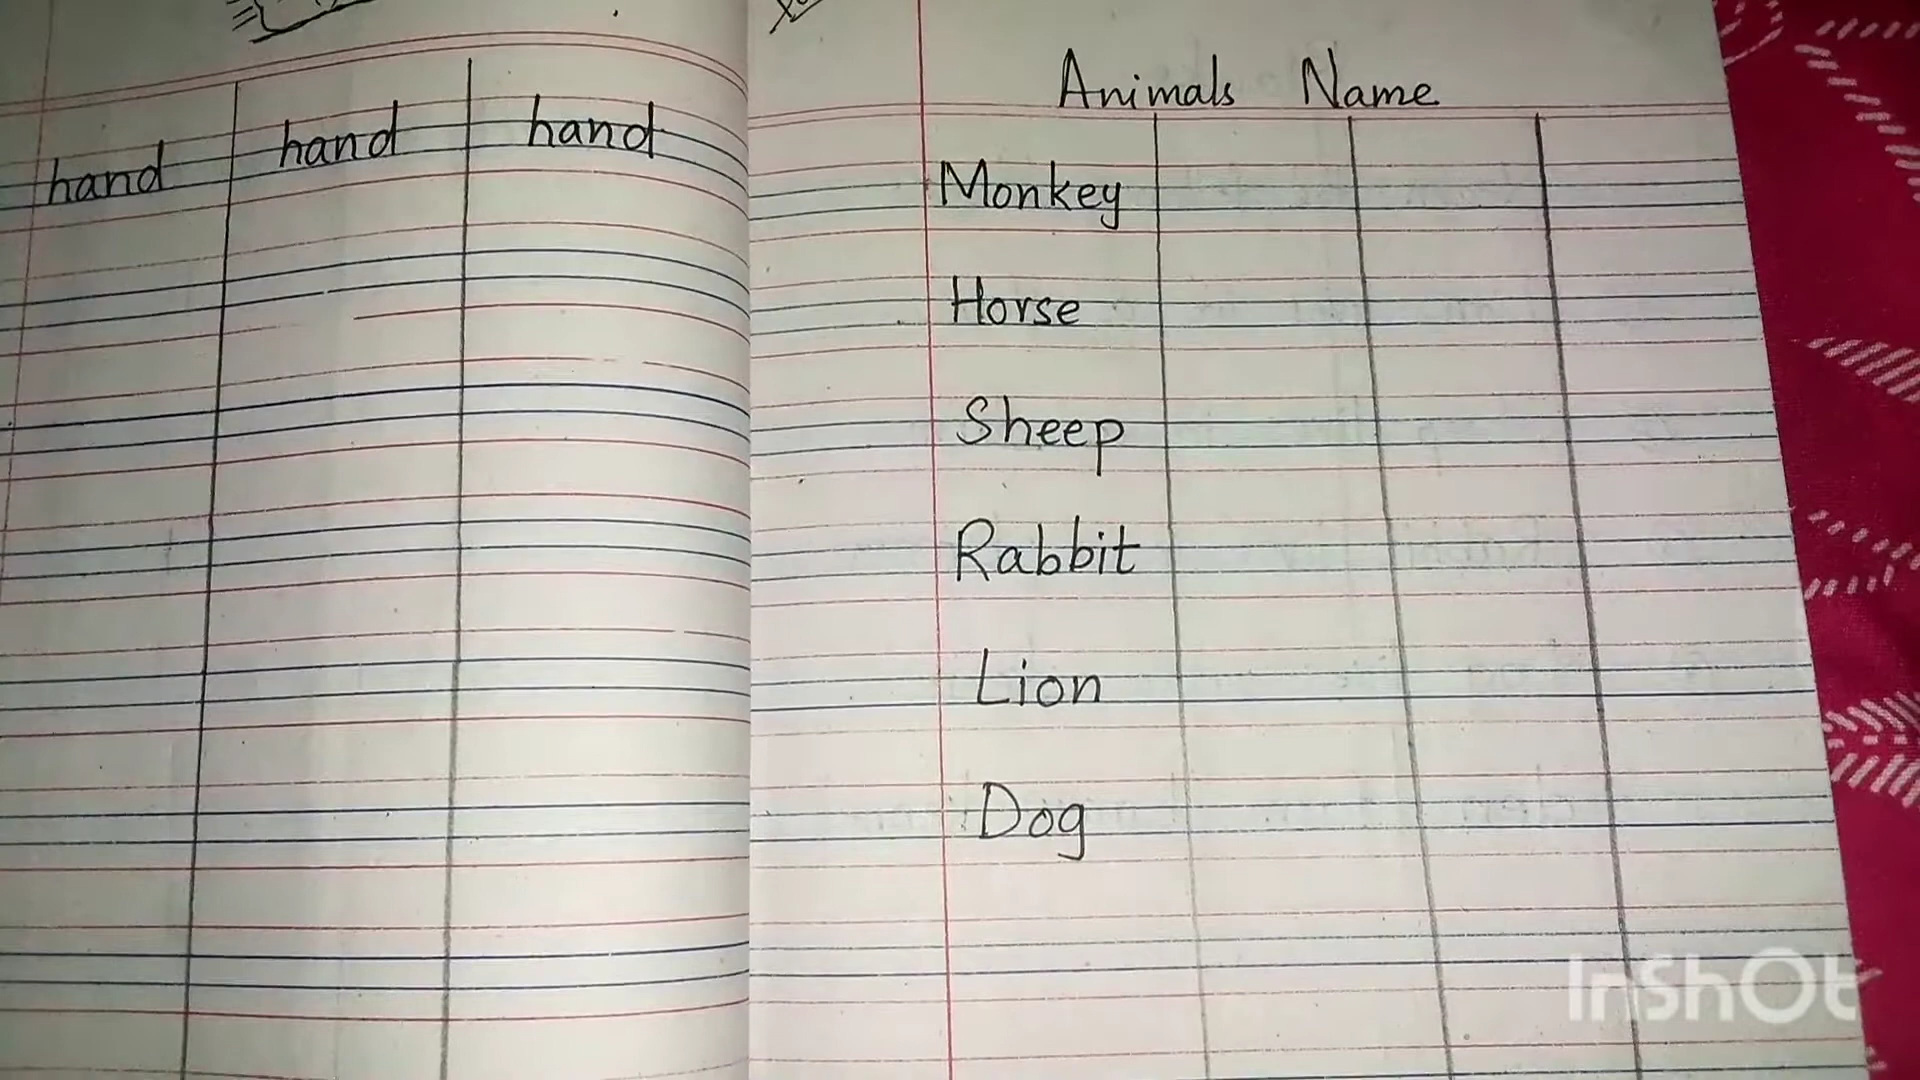 hand hand hand
Animals Name
Monkey
Horse
Sheep
Rabbit
Lion
Dog
InShOt